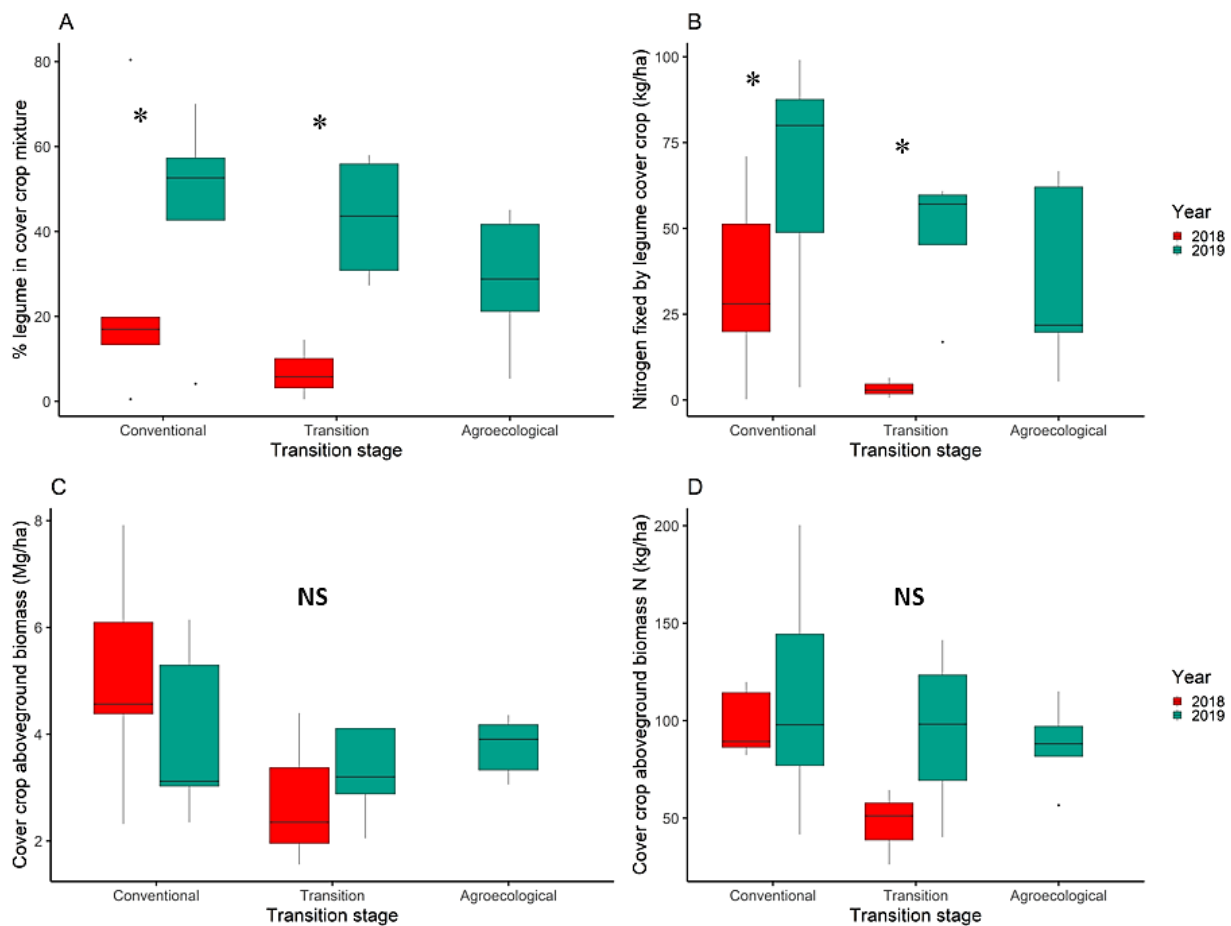 A
% legume in cover crop mixture
80
60
40
20
0
*
*
Conventional
Transition
Agroecological
Transition stage
B
Nitrogen fixed by legume cover crop (kg/ha)
100
75
50
25
0
*
*
Conventional
Transition
Agroecological
Transition stage
Year
2018
2019
C
Cover crop aboveground biomass (Mg/ha)
8
6
4
2
NS
Conventional
Transition
Agroecological
Transition stage
D
Cover crop aboveground biomass N (kg/ha)
200
150
100
50
NS
Conventional
Transition
Agroecological
Transition stage
Year
2018
2019